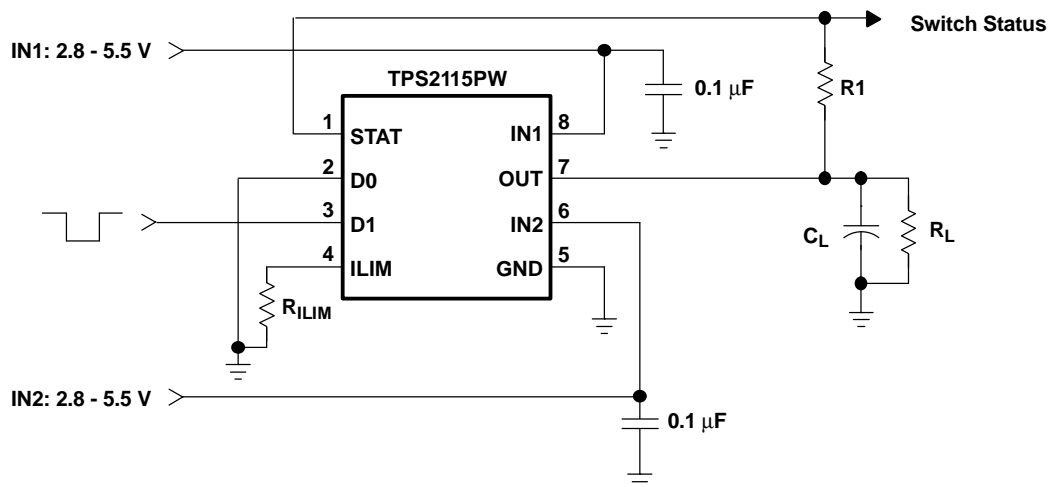 Switch Status
IN1: 2.8 - 5.5 V
TPS2115PW
0.1 μF
R1
1
STAT
IN1
8
2
D0
OUT
7
3
D1
IN2
6
4
ILIM
GND
5
CL
RL
RILIM
IN2: 2.8 - 5.5 V
0.1 μF